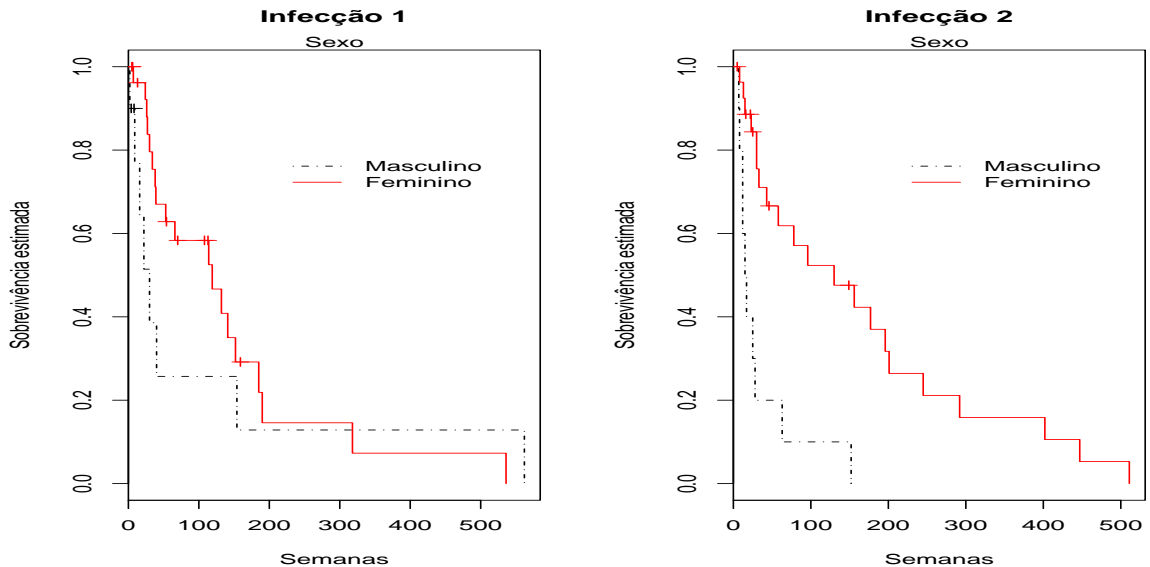 Infecção 1
Sexo
Sobrevivência estimada
1.0
0.8
0.6
0.4
0.2
0.0
Masculino
Feminino
0 100 200 300 400 500
Semanas
Infecção 2
Sexo
Sobrevivência estimada
1.0
0.8
0.6
0.4
0.2
0.0
Masculino
Feminino
0 100 200 300 400 500
Semanas